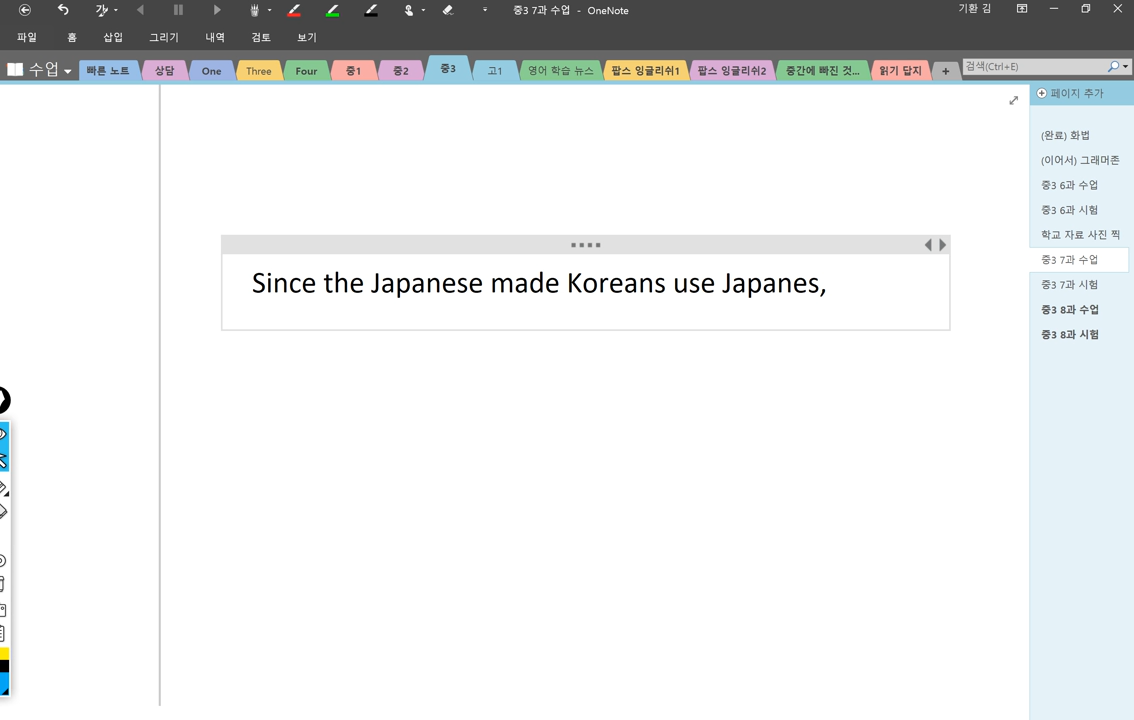 중3 7과 수업 - OneNote
기환 김
파일 홈 삽입 그리기 내역 검토 보기
수업 빠른 노트 상담 One Three Four 중1 중2 중3 고1 영어 학습 뉴스 팝스 잉글리쉬1 팝스 잉글리쉬2 중간에 빠진 것... 읽기 답지 + 검색(Ctrl+E)
페이지 추가
(완료) 화법
(이어서) 그래머존
중3 6과 수업
중3 6과 시험
학교 자료 사진 찍
중3 7과 수업
중3 7과 시험
중3 8과 수업
중3 8과 시험
Since the Japanese made Koreans use Japanes,